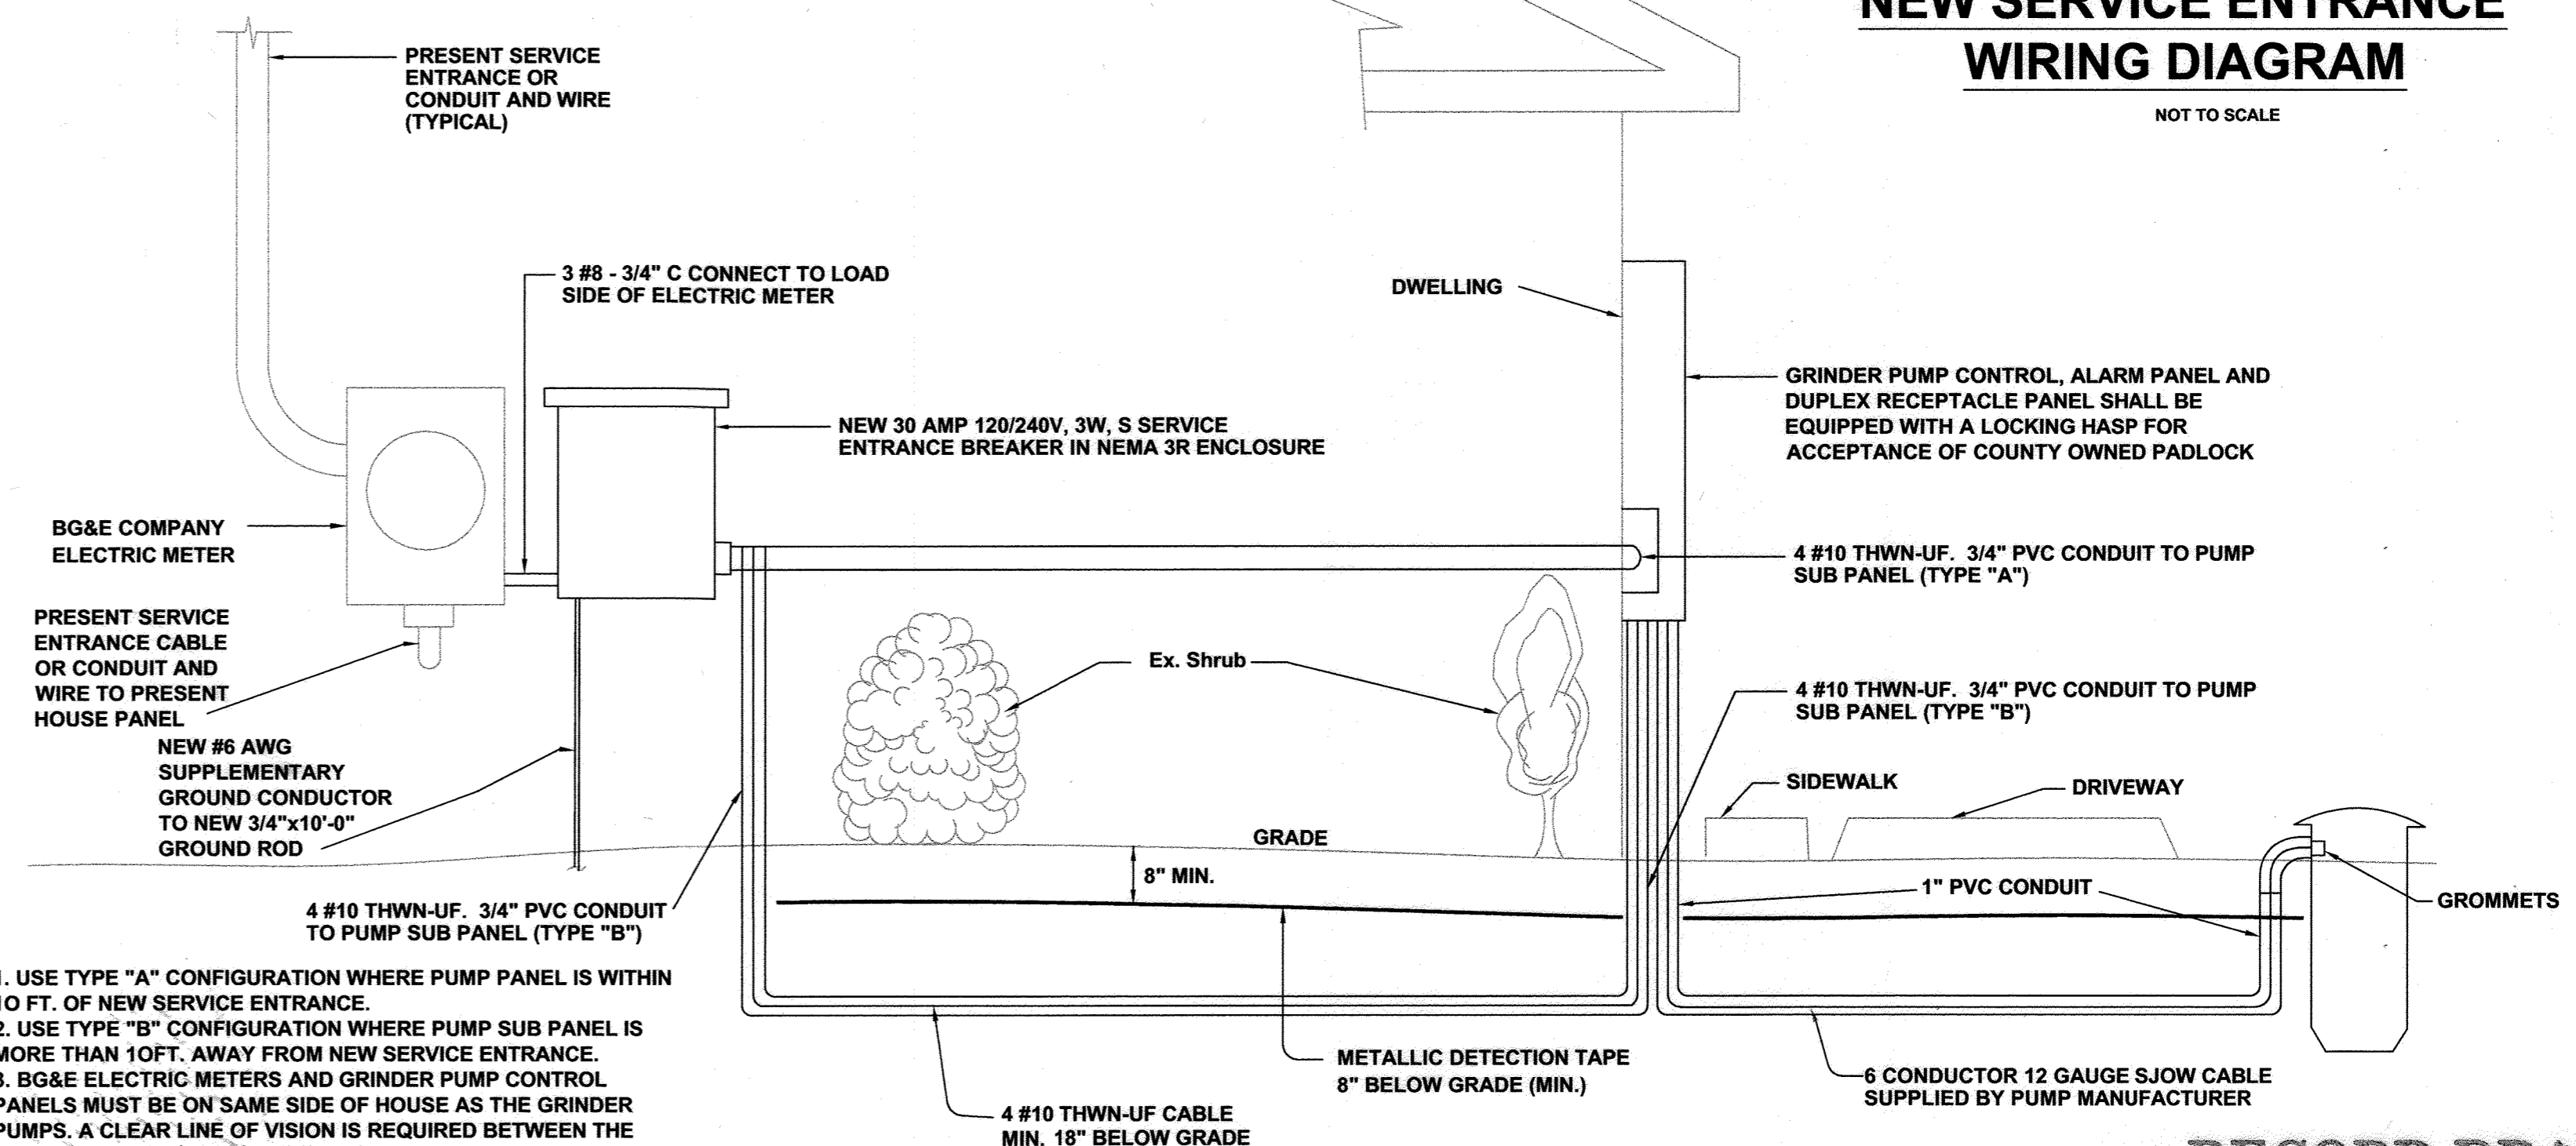 NEW SERVICE ENTRANCE
WIRING DIAGRAM
NOT TO SCALE
PRESENT SERVICE
ENTRANCE OR
CONDUIT AND WIRE
(TYPICAL)
3 #8 - 3/4" C CONNECT TO LOAD
SIDE OF ELECTRIC METER
DWELLING
GRINDER PUMP CONTROL, ALARM PANEL AND
DUPLEX RECEPTACLE PANEL SHALL BE
EQUIPPED WITH A LOCKING HASP FOR
ACCEPTANCE OF COUNTY OWNED PADLOCK
NEW 30 AMP 120/240V, 3W, S SERVICE
ENTRANCE BREAKER IN NEMA 3R ENCLOSURE
BG&E COMPANY
ELECTRIC METER
4 #10 THWN-UF. 3/4" PVC CONDUIT TO PUMP
SUB PANEL (TYPE "A")
PRESENT SERVICE
ENTRANCE CABLE
OR CONDUIT AND
WIRE TO PRESENT
HOUSE PANEL
Ex. Shrub
4 #10 THWN-UF. 3/4" PVC CONDUIT TO PUMP
SUB PANEL (TYPE "B")
NEW #6 AWG
SUPPLEMENTARY
GROUND CONDUCTOR
TO NEW 3/4"x10'-0"
GROUND ROD
SIDEWALK
DRIVEWAY
GRADE
8" MIN.
1" PVC CONDUIT
GROMMETS
4 #10 THWN-UF. 3/4" PVC CONDUIT
TO PUMP SUB PANEL (TYPE "B")
1. USE TYPE "A" CONFIGURATION WHERE PUMP PANEL IS WITHIN
10 FT. OF NEW SERVICE ENTRANCE.
2. USE TYPE "B" CONFIGURATION WHERE PUMP SUB PANEL IS
MORE THAN 10FT. AWAY FROM NEW SERVICE ENTRANCE.
3. BG&E ELECTRIC METERS AND GRINDER PUMP CONTROL
PANELS MUST BE ON SAME SIDE OF HOUSE AS THE GRINDER
PUMPS. A CLEAR LINE OF VISION IS REQUIRED BETWEEN THE
METALLIC DETECTION TAPE
8" BELOW GRADE (MIN.)
4 #10 THWN-UF CABLE
MIN. 18" BELOW GRADE
6 CONDUCTOR 12 GAUGE SJOW CABLE
SUPPLIED BY PUMP MANUFACTURER